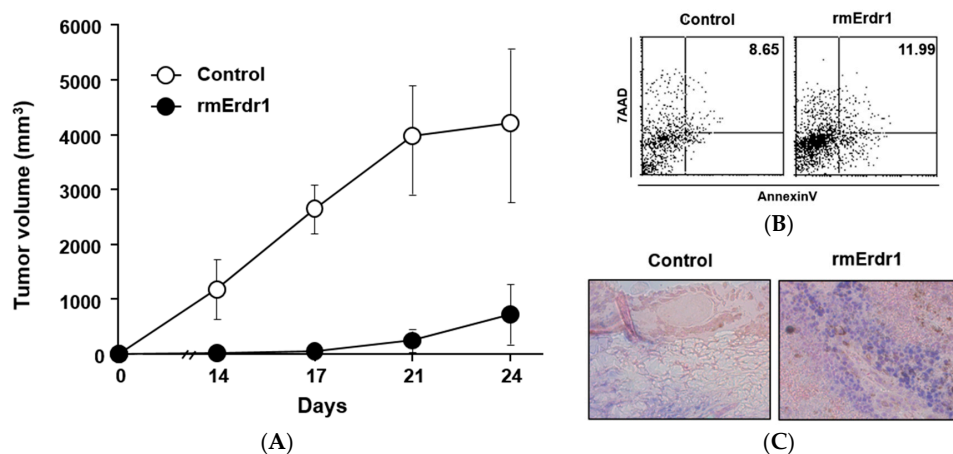 6000
5000
4000
3000
2000
1000
0
Tumor volume (mm³)
Control
rmErdr1
0 14 17 21 24
Days
(A)
Control rmErdr1
8.65 11.99
7AAD
AnnexinV
(B)
Control rmErdr1
(C)